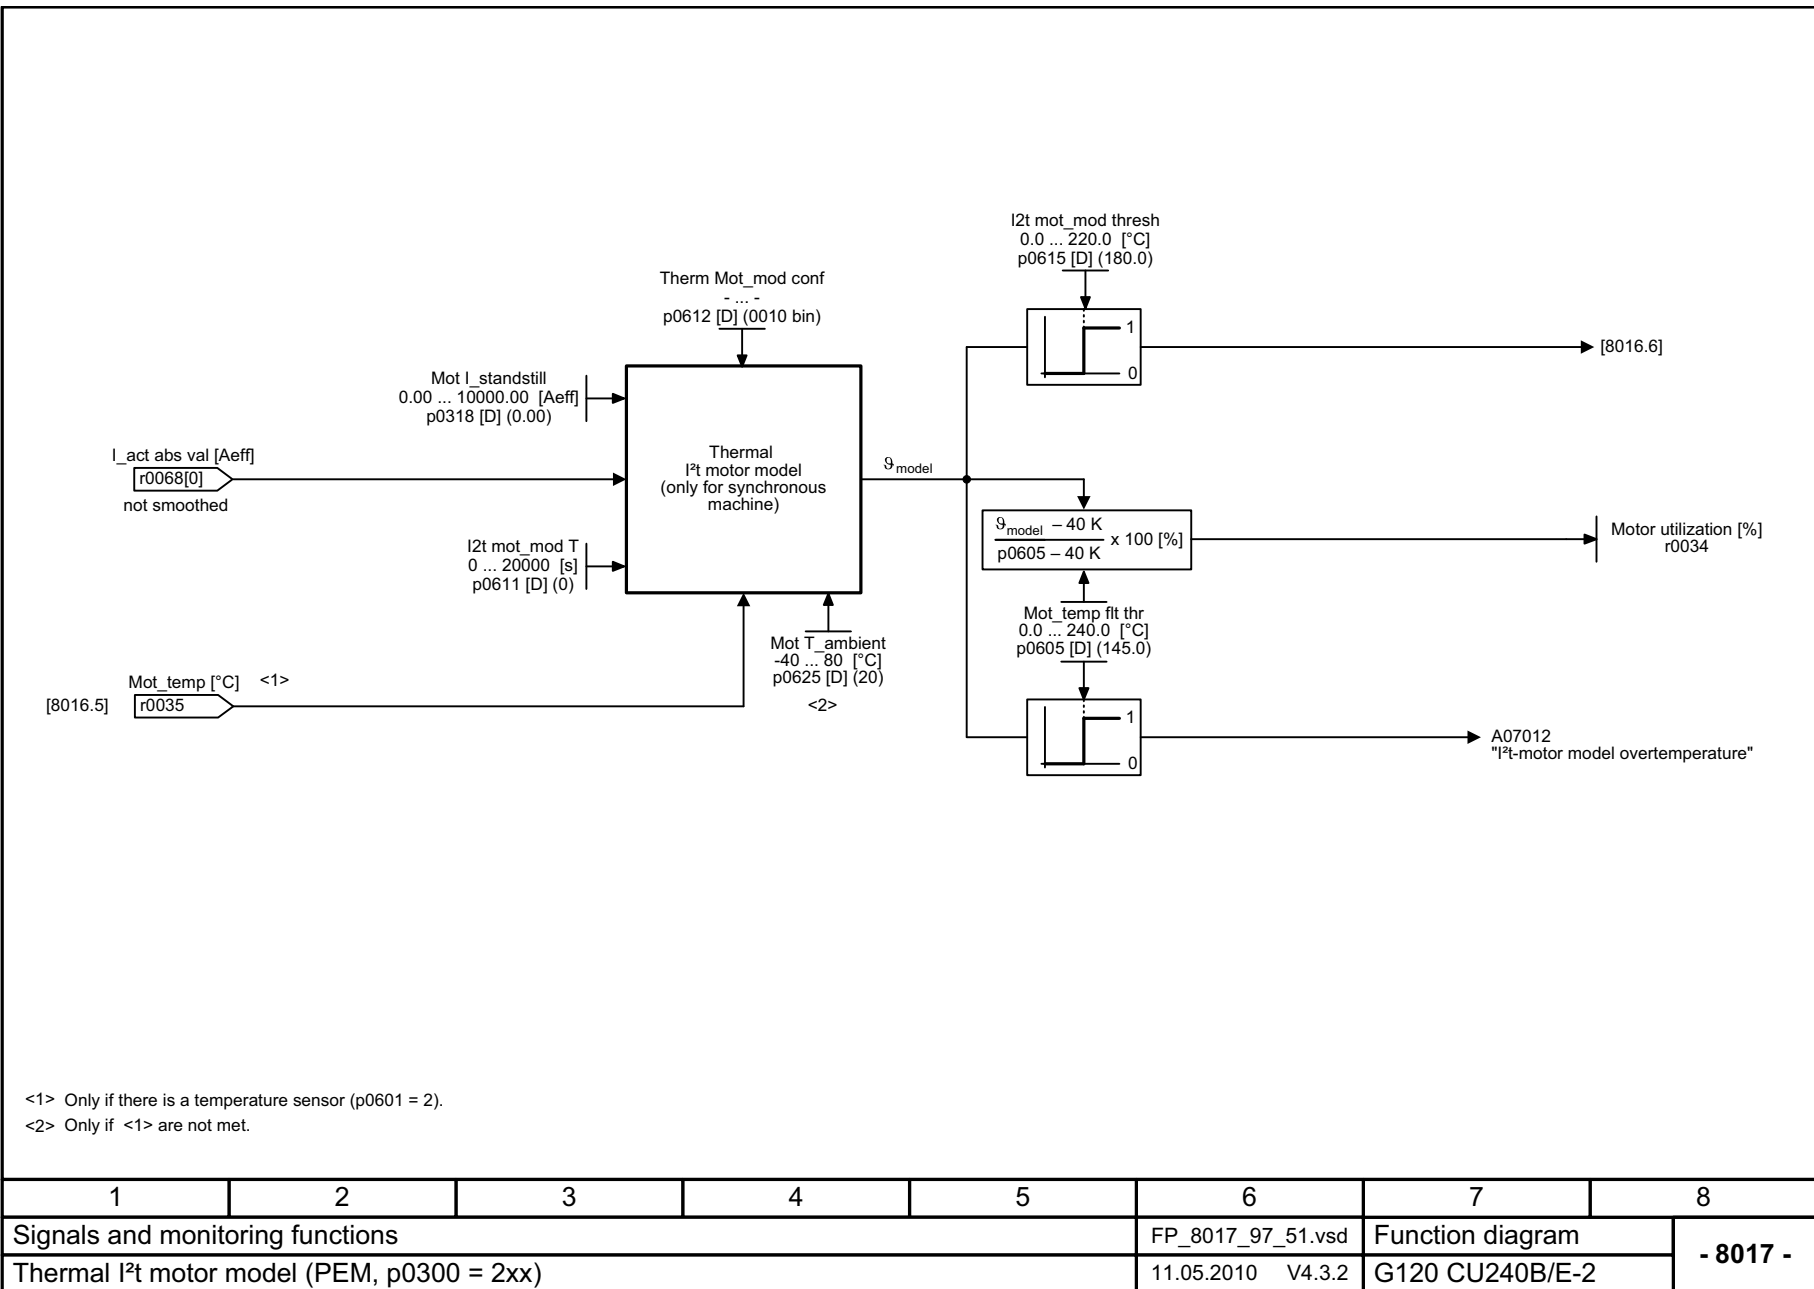 I2t mot_mod thresh
0.0 ... 220.0 [°C]
p0615 [D] (180.0)
1
0
[8016.6]
Therm Mot_mod conf
- ... -
p0612 [D] (0010 bin)
Mot I_standstill
0.00 ... 10000.00 [Aeff]
p0318 [D] (0.00)
I_act abs val [Aeff]
r0068[0]
not smoothed
Thermal
I²t motor model
(only for synchronous
machine)
ϑmodel
I2t mot_mod T
0 ... 20000 [s]
p0611 [D] (0)
ϑmodel – 40 K
p0605 – 40 K
x 100 [%]
Motor utilization [%]
r0034
Mot_temp flt thr
0.0 ... 240.0 [°C]
p0605 [D] (145.0)
Mot T_ambient
-40 ... 80 [°C]
p0625 [D] (20)
<2>
Mot_temp [°C] <1>
[8016.5] r0035
1
0
A07012
"I²t-motor model overtemperature"
<1> Only if there is a temperature sensor (p0601 = 2).
<2> Only if <1> are not met.
1 2 3 4 5 6 7 8
Signals and monitoring functions FP_8017_97_51.vsd Function diagram
- 8017 -
Thermal I²t motor model (PEM, p0300 = 2xx) 11.05.2010 V4.3.2 G120 CU240B/E-2